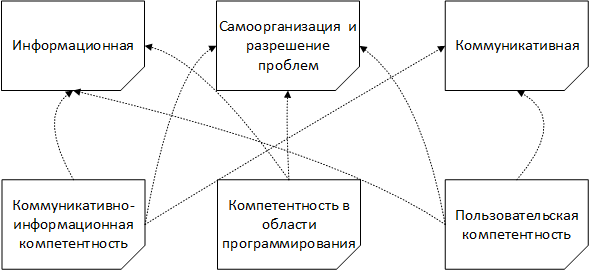 Информационная
Самоорганизация и
разрешение
проблем
Коммуникативная
Коммуникативно-
информационная
компетентность
Компетентность в
области
программирования
Пользовательская
компетентность